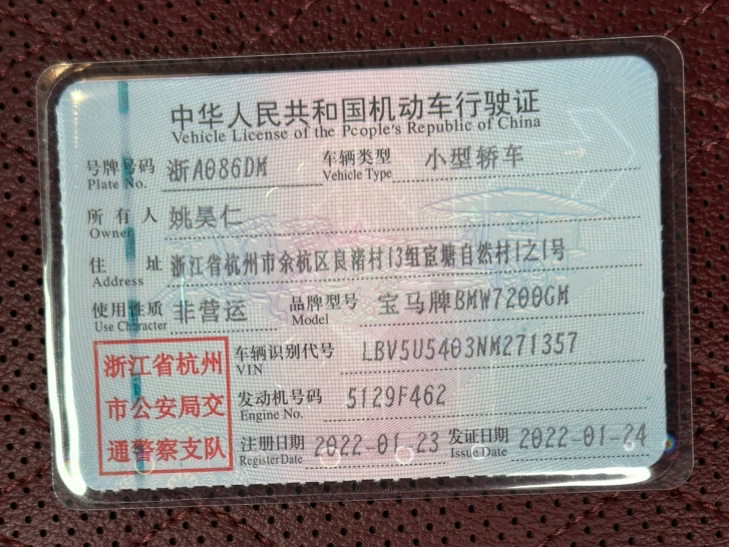 中华人民共和国机动车行驶证
Vehicle License of the People's Republic of China
号牌号码 浙A086DM 车辆类型 小型轿车
Plate No. Vehicle Type
所有人 姚昊仁
Owner
住址 浙江省杭州市余杭区良渚村13组宦塘自然村1之1号
Address
使用性质 非营运 品牌型号 宝马牌BMW7200GM
Use Character Model
浙江省杭州 车辆识别代号 LBV5U5403NM271357
VIN
市公安局交 发动机号码 5129F462
Engine No.
通警察支队 注册日期 2022-01-23 发证日期 2022-01-24
Register Date Issue Date